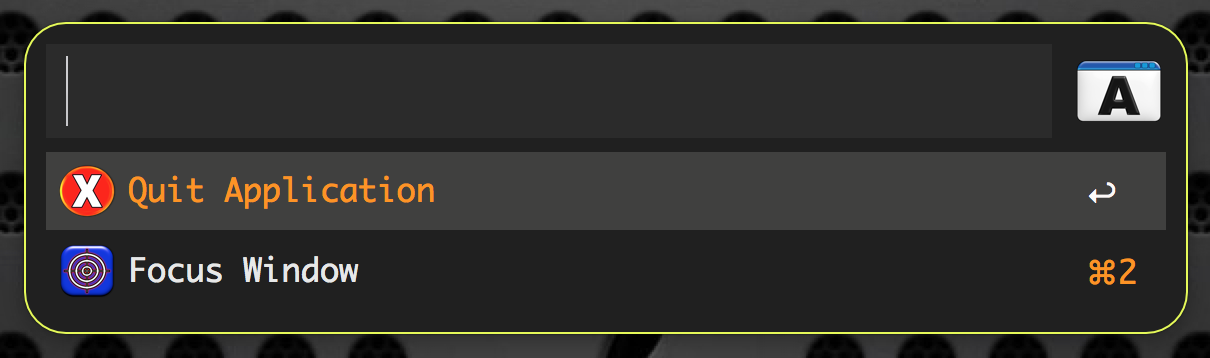 A
X Quit Application ↩
Focus Window ⌘2